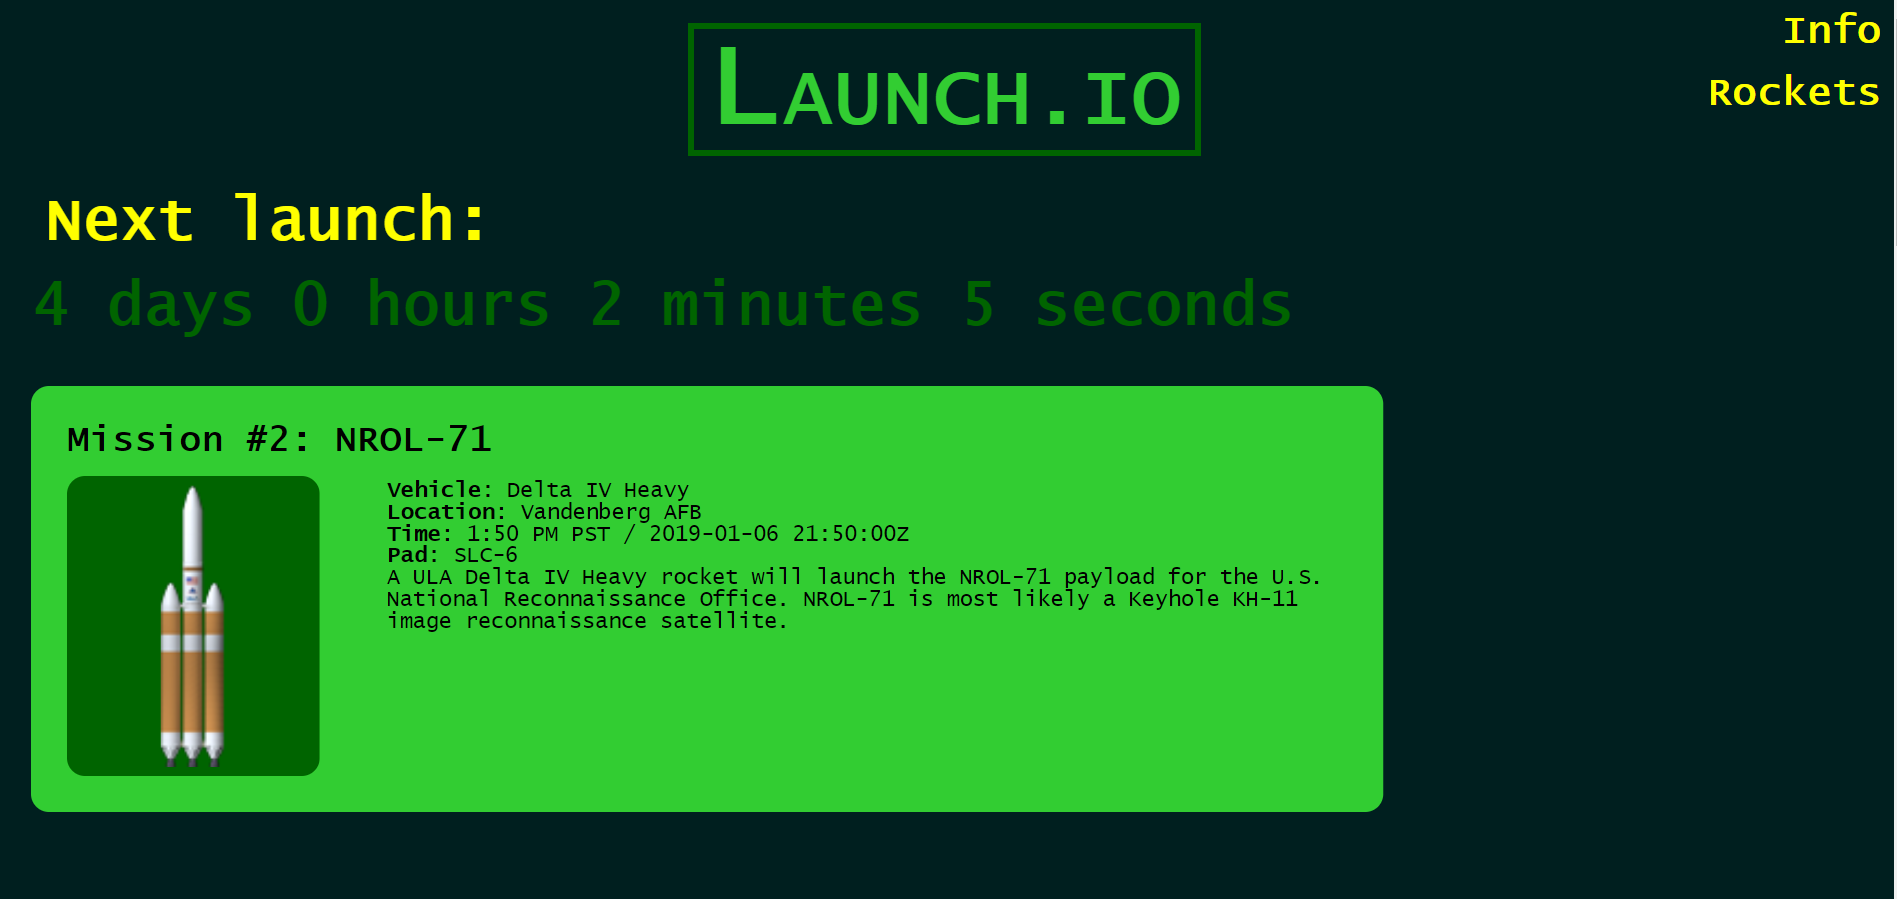 Launch.io
Info
Rockets
Next launch:
4 days 0 hours 2 minutes 5 seconds
Mission #2: NROL-71
Vehicle: Delta IV Heavy
Location: Vandenberg AFB
Time: 1:50 PM PST / 2019-01-06 21:50:00Z
Pad: SLC-6
A ULA Delta IV Heavy rocket will launch the NROL-71 payload for the U.S.
National Reconnaissance Office. NROL-71 is most likely a Keyhole KH-11
image reconnaissance satellite.